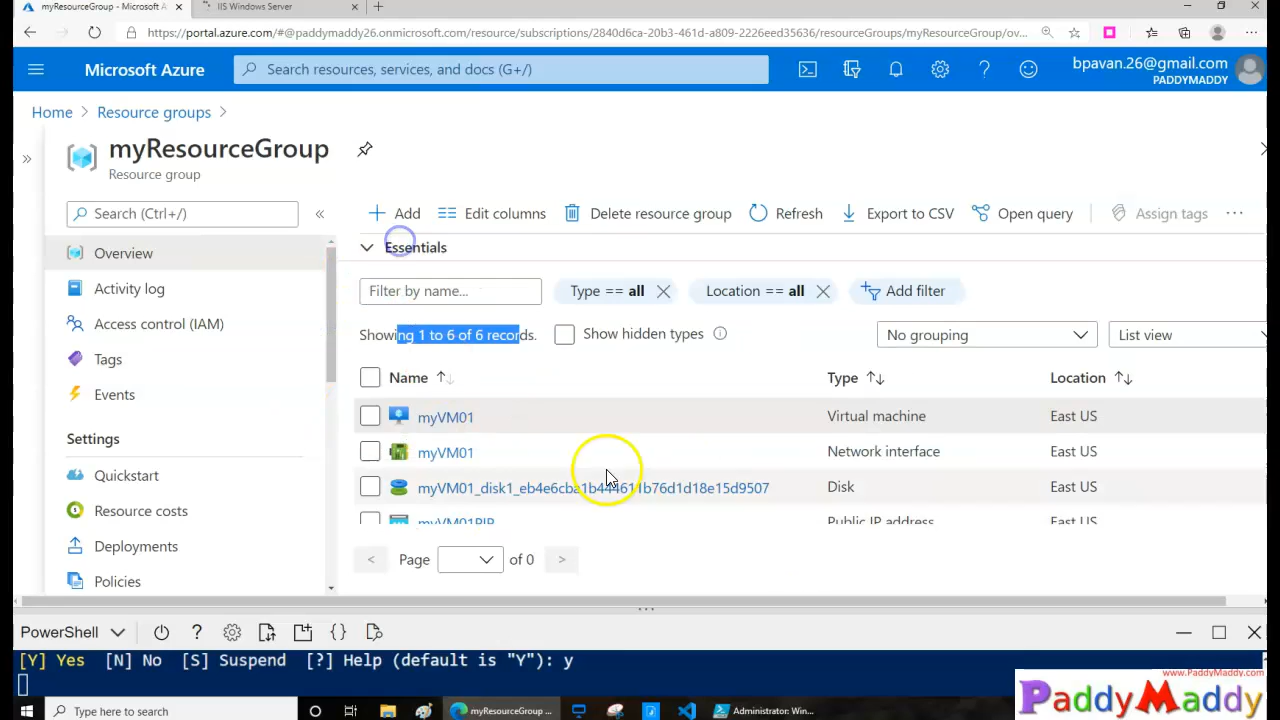 myResourceGroup - Microsoft A
IIS Windows Server
https://portal.azure.com/#@paddymaddy26.onmicrosoft.com/resource/subscriptions/2840d6ca-20b3-461d-a809-2226eed35636/resourceGroups/myResourceGroup/ov...
Microsoft Azure
Search resources, services, and docs (G+/)
bpavan.26@gmail.com
PADDYMADDY
Home > Resource groups >
myResourceGroup
Resource group
Search (Ctrl+/)
Add
Edit columns
Delete resource group
Refresh
Export to CSV
Open query
Assign tags
Overview
Activity log
Access control (IAM)
Tags
Events
Settings
Quickstart
Resource costs
Deployments
Policies
Essentials
Filter by name...
Type == all
Location == all
Add filter
Showing 1 to 6 of 6 records.
Show hidden types
No grouping
List view
Name Type Location
myVM01 Virtual machine East US
myVM01 Network interface East US
myVM01_disk1_eb4e6cba1b444611b76d1d18e15d9507 Disk East US
myVM01PIP Public IP address East US
< Page of 0 >
PowerShell
[Y] Yes [N] No [S] Suspend [?] Help (default is "Y"): y
www.PaddyMaddy.com
PaddyMaddy
Type here to search
myResourceGroup ...
Administrator: Win...